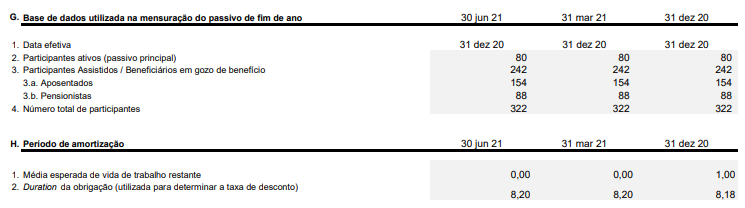 G. Base de dados utilizada na mensuração do passivo de fim de ano 30 jun 21 31 mar 21 31 dez 20
1. Data efetiva 31 dez 20 31 dez 20 31 dez 20
2. Participantes ativos (passivo principal) 80 80 80
3. Participantes Assistidos / Beneficiários em gozo de benefício 242 242 242
3.a. Aposentados 154 154 154
3.b. Pensionistas 88 88 88
4. Número total de participantes 322 322 322
H. Período de amortização 30 jun 21 31 mar 21 31 dez 20
1. Média esperada de vida de trabalho restante 0,00 0,00 1,00
2. Duration da obrigação (utilizada para determinar a taxa de desconto) 8,20 8,20 8,18